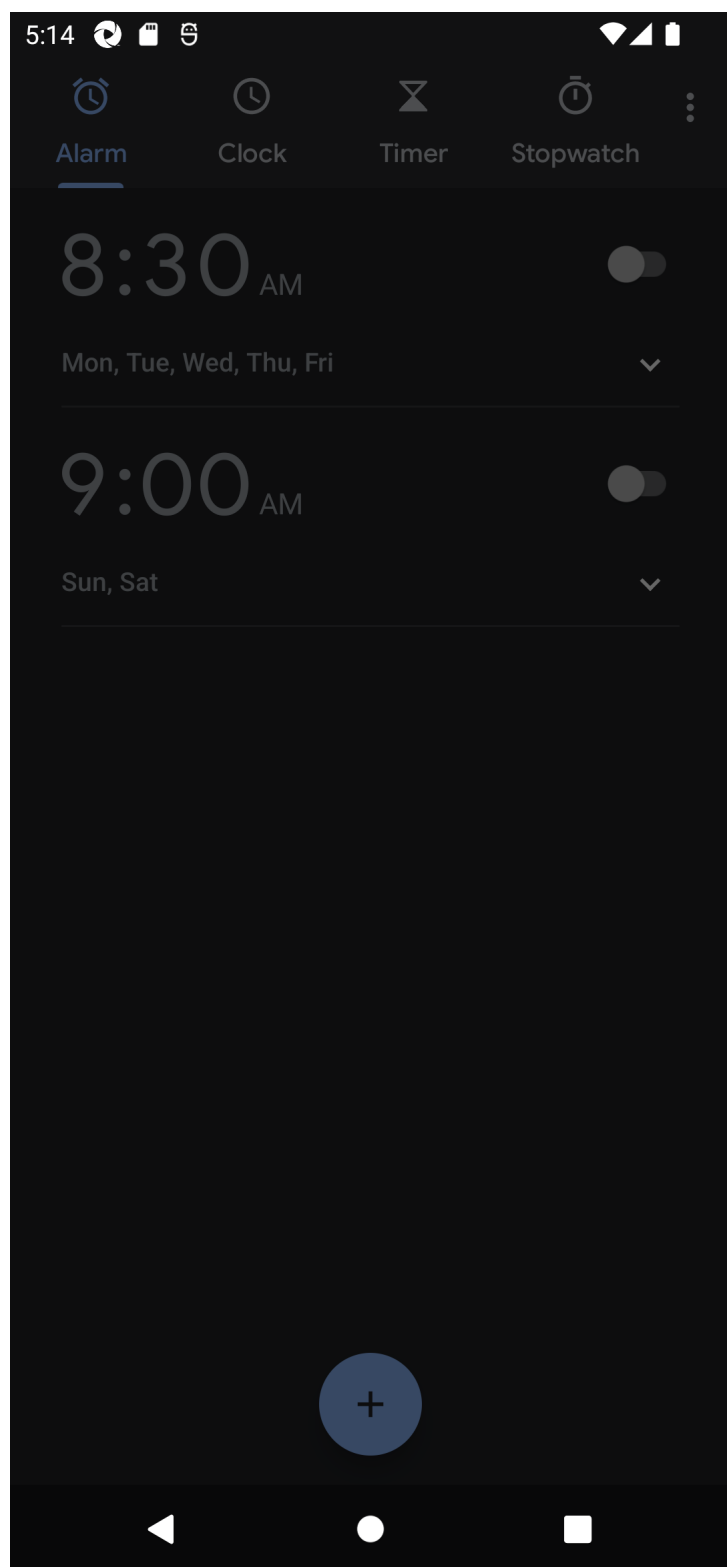 5:14
Alarm Clock Timer Stopwatch
8:30 AM
Mon, Tue, Wed, Thu, Fri
9:00 AM
Sun, Sat